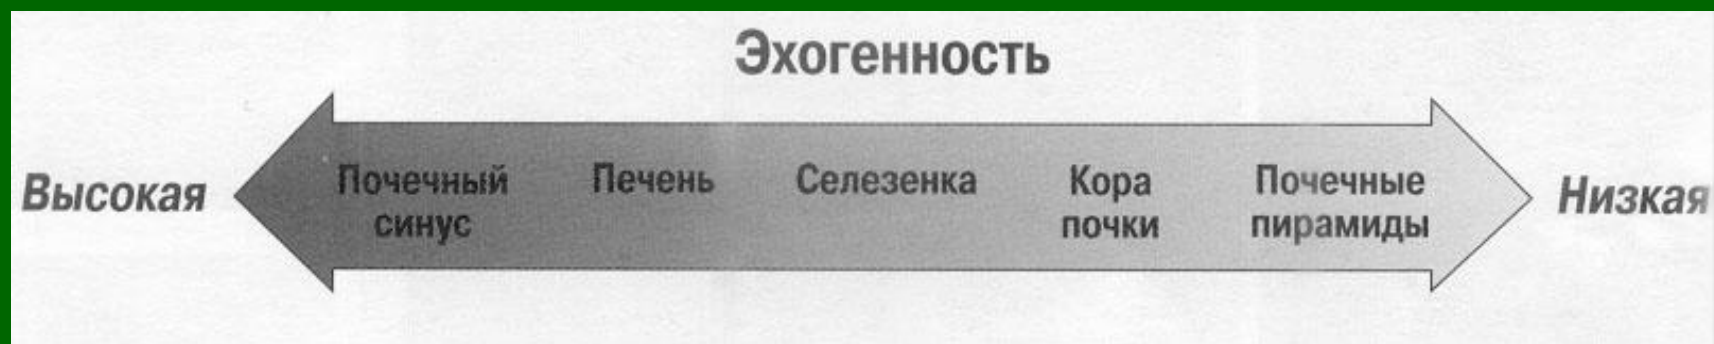 Эхогенность
Высокая
Почечный
синус
Печень
Селезенка
Кора
почки
Почечные
пирамиды
Низкая